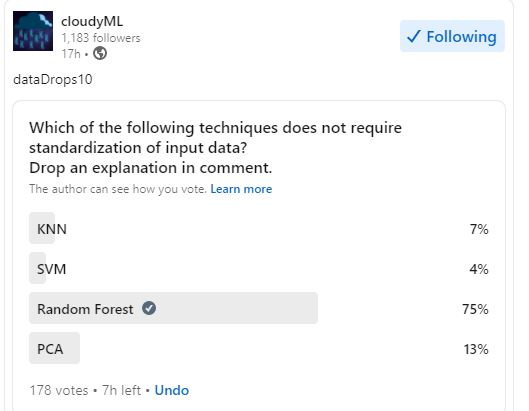 cloudyML
1,183 followers
17h •
✓ Following
dataDrops10
Which of the following techniques does not require
standardization of input data?
Drop an explanation in comment.
The author can see how you vote. Learn more
KNN 7%
SVM 4%
Random Forest 75%
PCA 13%
178 votes • 7h left • Undo